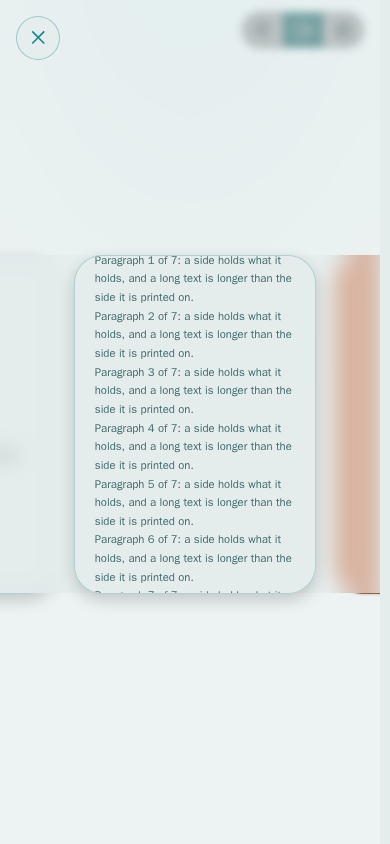 Paragraph 1 of 7: a side holds what it
holds, and a long text is longer than the
side it is printed on.
Paragraph 2 of 7: a side holds what it
holds, and a long text is longer than the
side it is printed on.
Paragraph 3 of 7: a side holds what it
holds, and a long text is longer than the
side it is printed on.
Paragraph 4 of 7: a side holds what it
holds, and a long text is longer than the
side it is printed on.
Paragraph 5 of 7: a side holds what it
holds, and a long text is longer than the
side it is printed on.
Paragraph 6 of 7: a side holds what it
holds, and a long text is longer than the
side it is printed on.